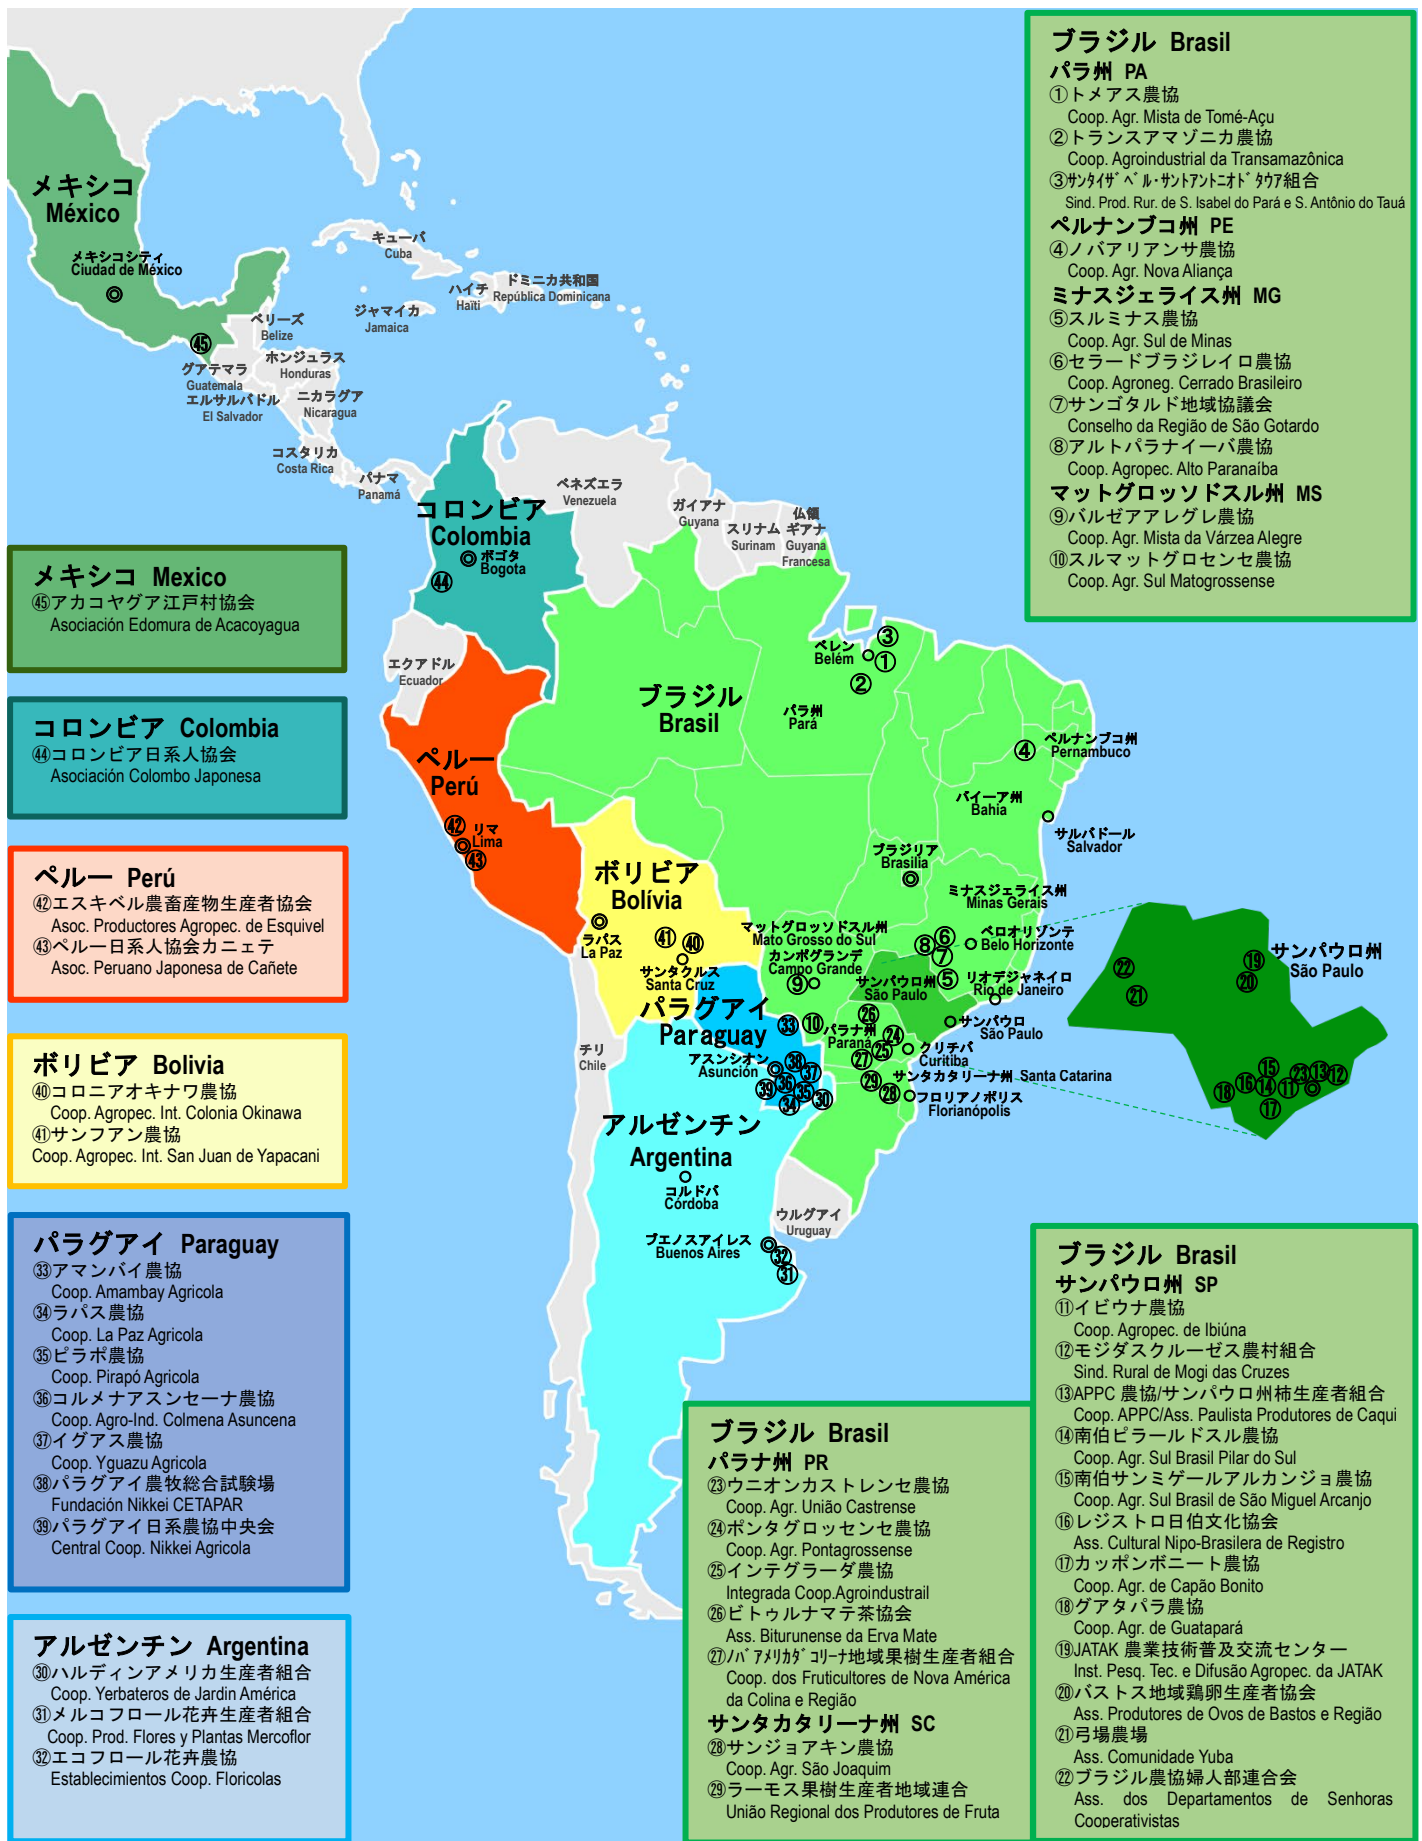 メキシコ
México
メキシコシティ
Ciudad de México
㊺
キューバ
Cuba
ジャマイカ
Jamaica
ハイチ
Haïti
ドミニカ共和国
República Dominicana
ベリーズ
Belize
グアテマラ
Guatemala
ホンジュラス
Honduras
エルサルバドル
El Salvador
ニカラグア
Nicaragua
コスタリカ
Costa Rica
パナマ
Panamá
コロンビア
Colombia
ボゴタ
Bogota
㊹
ベネズエラ
Venezuela
ガイアナ
Guyana
スリナム
Surinam
仏領
ギアナ
Guyana
Francesa
エクアドル
Ecuador
ペルー
Perú
㊷
リマ
Lima
㊸
ブラジル
Brasil
ベレン
Belém
③
①
②
パラ州
Pará
④
ペルナンブコ州
Pernambuco
バイーア州
Bahia
サルバドール
Salvador
ブラジリア
Brasilia
ミナスジェライス州
Minas Gerais
⑧
⑥
⑦
⑤
ベロオリゾンテ
Belo Horizonte
ボリビア
Bolívia
ラパス
La Paz
㊶
㊵
サンタクルス
Santa Cruz
マットグロッソドスル州
Mato Grosso do Sul
カンポグランデ
Campo Grande
⑨
⑩
サンパウロ州
São Paulo
リオデジャネイロ
Rio de Janeiro
サンパウロ
São Paulo
パラグアイ
Paraguay
㉝
アスンシオン
Asunción
㊳
㊲
㊴
㊱
㉟
㉞
㉚
パラナ州
Paraná
㉖
㉔
㉕
㉗
クリチバ
Curitiba
サンタカタリーナ州 Santa Catarina
㉙
㉘
フロリアノポリス
Florianópolis
チリ
Chile
アルゼンチン
Argentina
コルドバ
Córdoba
ブエノスアイレス
Buenos Aires
㉜
㉛
ウルグアイ
Uruguay
サンパウロ州
São Paulo
㉒
㉑
⑲
⑳
⑮
⑱
⑯
⑭
⑪
㉓
⑬
⑫
⑰
ブラジル Brasil
パラ州 PA
①トメアス農協
Coop. Agr. Mista de Tomé-Açu
②トランスアマゾニカ農協
Coop. Agroindustrial da Transamazônica
③ｻﾝﾀｲｻﾞﾍﾞﾙ･ｻﾝﾄｱﾝﾄﾆｵﾄﾞﾀｳｱ組合
Sind. Prod. Rur. de S. Isabel do Pará e S. Antônio do Tauá
ペルナンブコ州 PE
④ノバアリアンサ農協
Coop. Agr. Nova Aliança
ミナスジェライス州 MG
⑤スルミナス農協
Coop. Agr. Sul de Minas
⑥セラードブラジレイロ農協
Coop. Agroneg. Cerrado Brasileiro
⑦サンゴタルド地域協議会
Conselho da Região de São Gotardo
⑧アルトパラナイーバ農協
Coop. Agropec. Alto Paranaíba
マットグロッソドスル州 MS
⑨バルゼアアレグレ農協
Coop. Agr. Mista da Várzea Alegre
⑩スルマットグロセンセ農協
Coop. Agr. Sul Matogrossense
メキシコ Mexico
㊺アカコヤグア江戸村協会
Asociación Edomura de Acacoyagua
コロンビア Colombia
㊹コロンビア日系人協会
Asociación Colombo Japonesa
ペルー Perú
㊷エスキベル農畜産物生産者協会
Asoc. Productores Agropec. de Esquivel
㊸ペルー日系人協会カニェテ
Asoc. Peruano Japonesa de Cañete
ボリビア Bolivia
㊵コロニアオキナワ農協
Coop. Agropec. Int. Colonia Okinawa
㊶サンフアン農協
Coop. Agropec. Int. San Juan de Yapacani
パラグアイ Paraguay
㉝アマンバイ農協
Coop. Amambay Agricola
㉞ラパス農協
Coop. La Paz Agricola
㉟ピラポ農協
Coop. Pirapó Agricola
㊱コルメナアスンセーナ農協
Coop. Agro-Ind. Colmena Asuncena
㊲イグアス農協
Coop. Yguazu Agricola
㊳パラグアイ農牧総合試験場
Fundación Nikkei CETAPAR
㊴パラグアイ日系農協中央会
Central Coop. Nikkei Agricola
アルゼンチン Argentina
㉚ハルディンアメリカ生産者組合
Coop. Yerbateros de Jardin América
㉛メルコフロール花卉生産者組合
Coop. Prod. Flores y Plantas Mercoflor
㉜エコフロール花卉農協
Establecimientos Coop. Floricolas
ブラジル Brasil
パラナ州 PR
㉓ウニオンカストレンセ農協
Coop. Agr. União Castrense
㉔ポンタグロッセンセ農協
Coop. Agr. Pontagrossense
㉕インテグラーダ農協
Integrada Coop.Agroindustrail
㉖ビトゥルナマテ茶協会
Ass. Biturunense da Erva Mate
㉗ﾉﾊﾞｱﾒﾘｶﾀﾞｺﾘｰﾅ地域果樹生産者組合
Coop. dos Fruticultores de Nova América
da Colina e Região
サンタカタリーナ州 SC
㉘サンジョアキン農協
Coop. Agr. São Joaquim
㉙ラーモス果樹生産者地域連合
União Regional dos Produtores de Fruta
ブラジル Brasil
サンパウロ州 SP
⑪イビウナ農協
Coop. Agropec. de Ibiúna
⑫モジダスクルーゼス農村組合
Sind. Rural de Mogi das Cruzes
⑬APPC 農協/サンパウロ州柿生産者組合
Coop. APPC/Ass. Paulista Produtores de Caqui
⑭南伯ピラールドスル農協
Coop. Agr. Sul Brasil Pilar do Sul
⑮南伯サンミゲールアルカンジョ農協
Coop. Agr. Sul Brasil de São Miguel Arcanjo
⑯レジストロ日伯文化協会
Ass. Cultural Nipo-Brasilera de Registro
⑰カッポンボニート農協
Coop. Agr. de Capão Bonito
⑱グアタパラ農協
Coop. Agr. de Guatapará
⑲JATAK 農業技術普及交流センター
Inst. Pesq. Tec. e Difusão Agropec. da JATAK
⑳バストス地域鶏卵生産者協会
Ass. Produtores de Ovos de Bastos e Região
㉑弓場農場
Ass. Comunidade Yuba
㉒ブラジル農協婦人部連合会
Ass. dos Departamentos de Senhoras
Cooperativistas